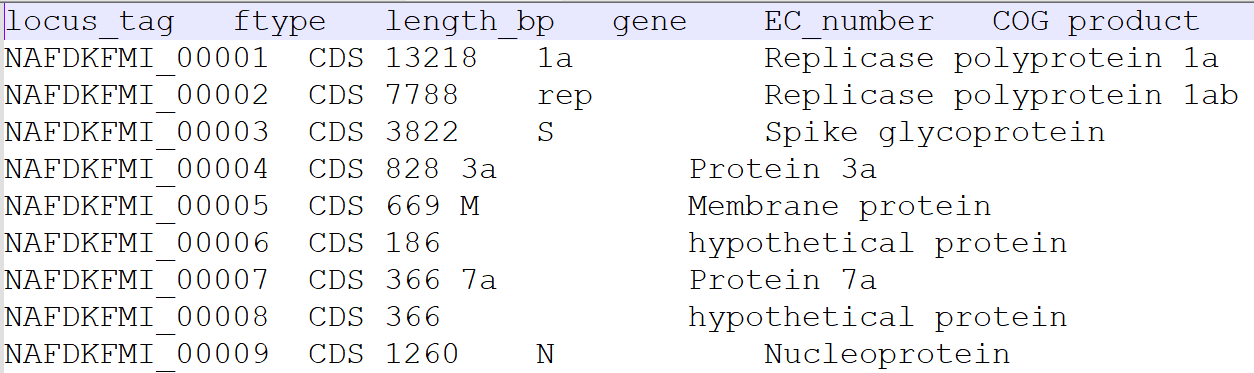 locus_tag ftype length_bp gene EC_number COG product
NAFDKFMI_00001 CDS 13218 1a Replicase polyprotein 1a
NAFDKFMI_00002 CDS 7788 rep Replicase polyprotein 1ab
NAFDKFMI_00003 CDS 3822 S Spike glycoprotein
NAFDKFMI_00004 CDS 828 3a Protein 3a
NAFDKFMI_00005 CDS 669 M Membrane protein
NAFDKFMI_00006 CDS 186 hypothetical protein
NAFDKFMI_00007 CDS 366 7a Protein 7a
NAFDKFMI_00008 CDS 366 hypothetical protein
NAFDKFMI_00009 CDS 1260 N Nucleoprotein